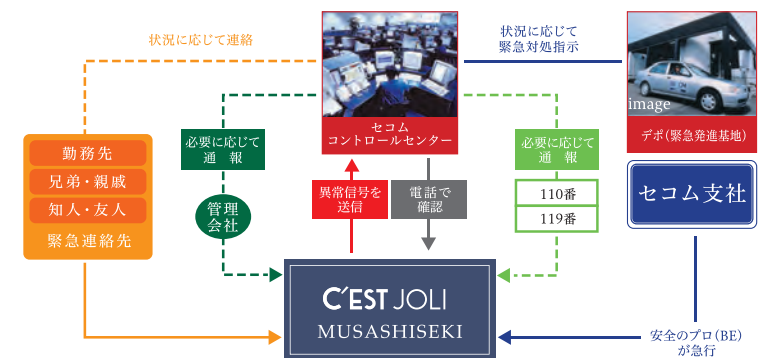 状況に応じて連絡
状況に応じて
緊急対処指示
image
セコム
コントロールセンター
デポ(緊急発進基地)
勤務先
兄弟・親戚
知人・友人
緊急連絡先
必要に応じて
通報
管理
会社
異常信号を
送信
電話で
確認
必要に応じて
通報
110番
119番
セコム支社
C'EST JOLI
MUSASHISEKI
安全のプロ(BE)
が急行